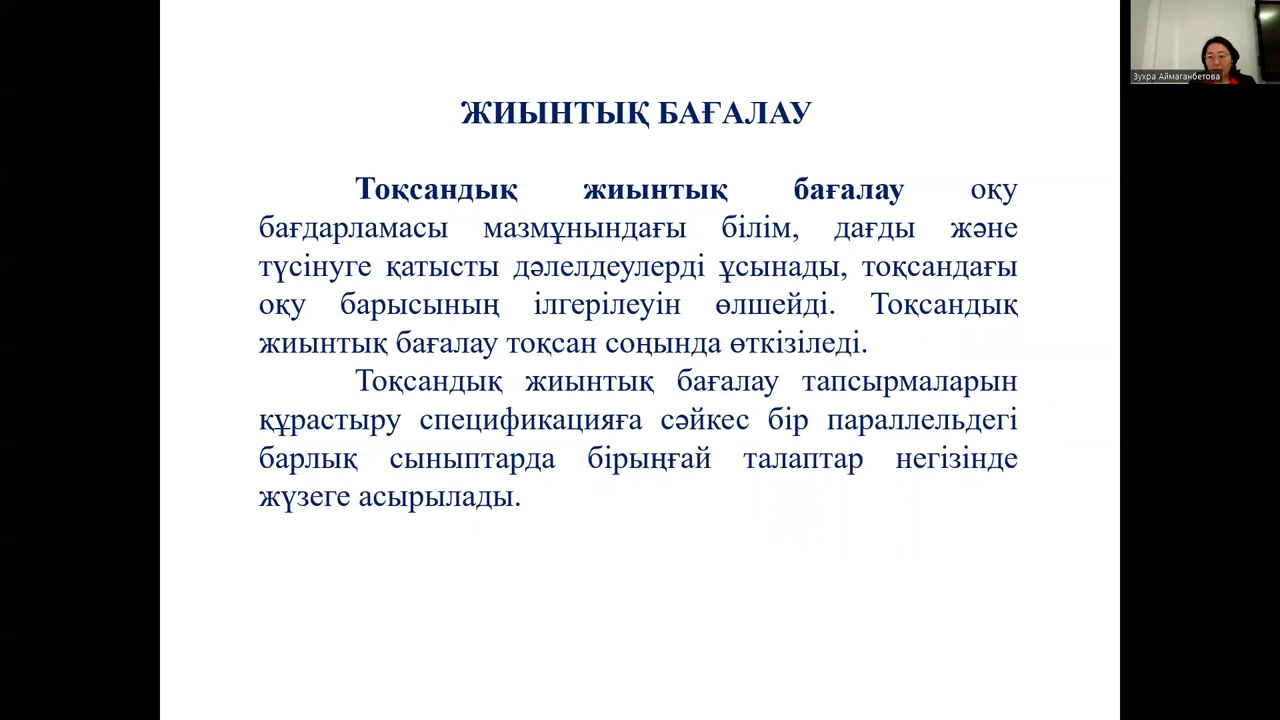 ЖИЫНТЫҚ БАҒАЛАУ
Тоқсандық жиынтық бағалау оқу
бағдарламасы мазмұнындағы білім, дағды және
түсінуге қатысты дәлелдеулерді ұсынады, тоқсандағы
оқу барысының ілгерілеуін өлшейді. Тоқсандық
жиынтық бағалау тоқсан соңында өткізіледі.
Тоқсандық жиынтық бағалау тапсырмаларын
құрастыру спецификацияға сәйкес бір параллельдегі
барлық сыныптарда бірыңғай талаптар негізінде
жүзеге асырылады.
Зухра Аймаганбетова